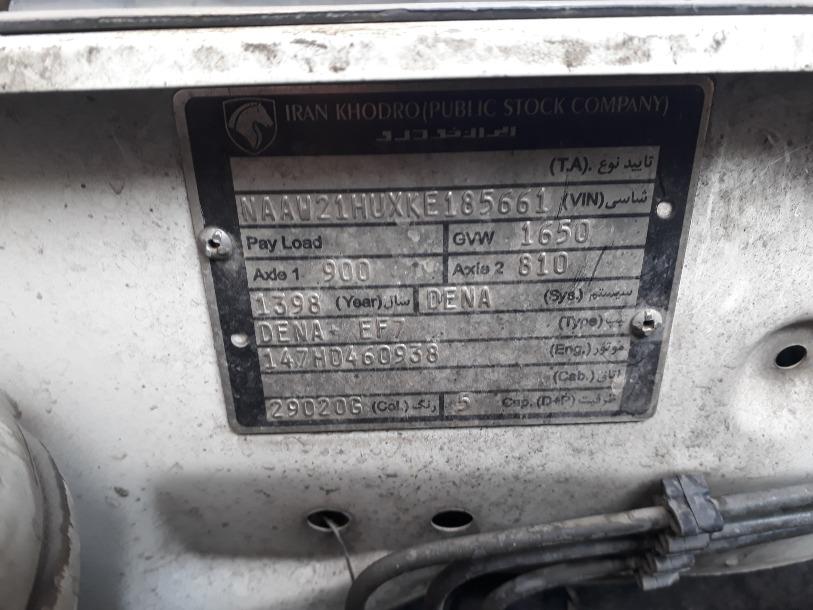 IRAN KHODRO(PUBLIC STOCK COMPANY)
ایران خودرو
تایید نوع .(T.A)
NAAW21HUXKE185661 (VIN) شاسی
Pay Load GVW 1650
Axle 1 900 Axle 2 810
1398 (Year) سال DENA (Sys.) سیستم
DENA+ EF7 (Type) تیپ
147H0460938 (Eng.) موتور
(Cab.) اتاق
29020G (Col.) رنگ 5 Cap. (D+P) ظرفیت